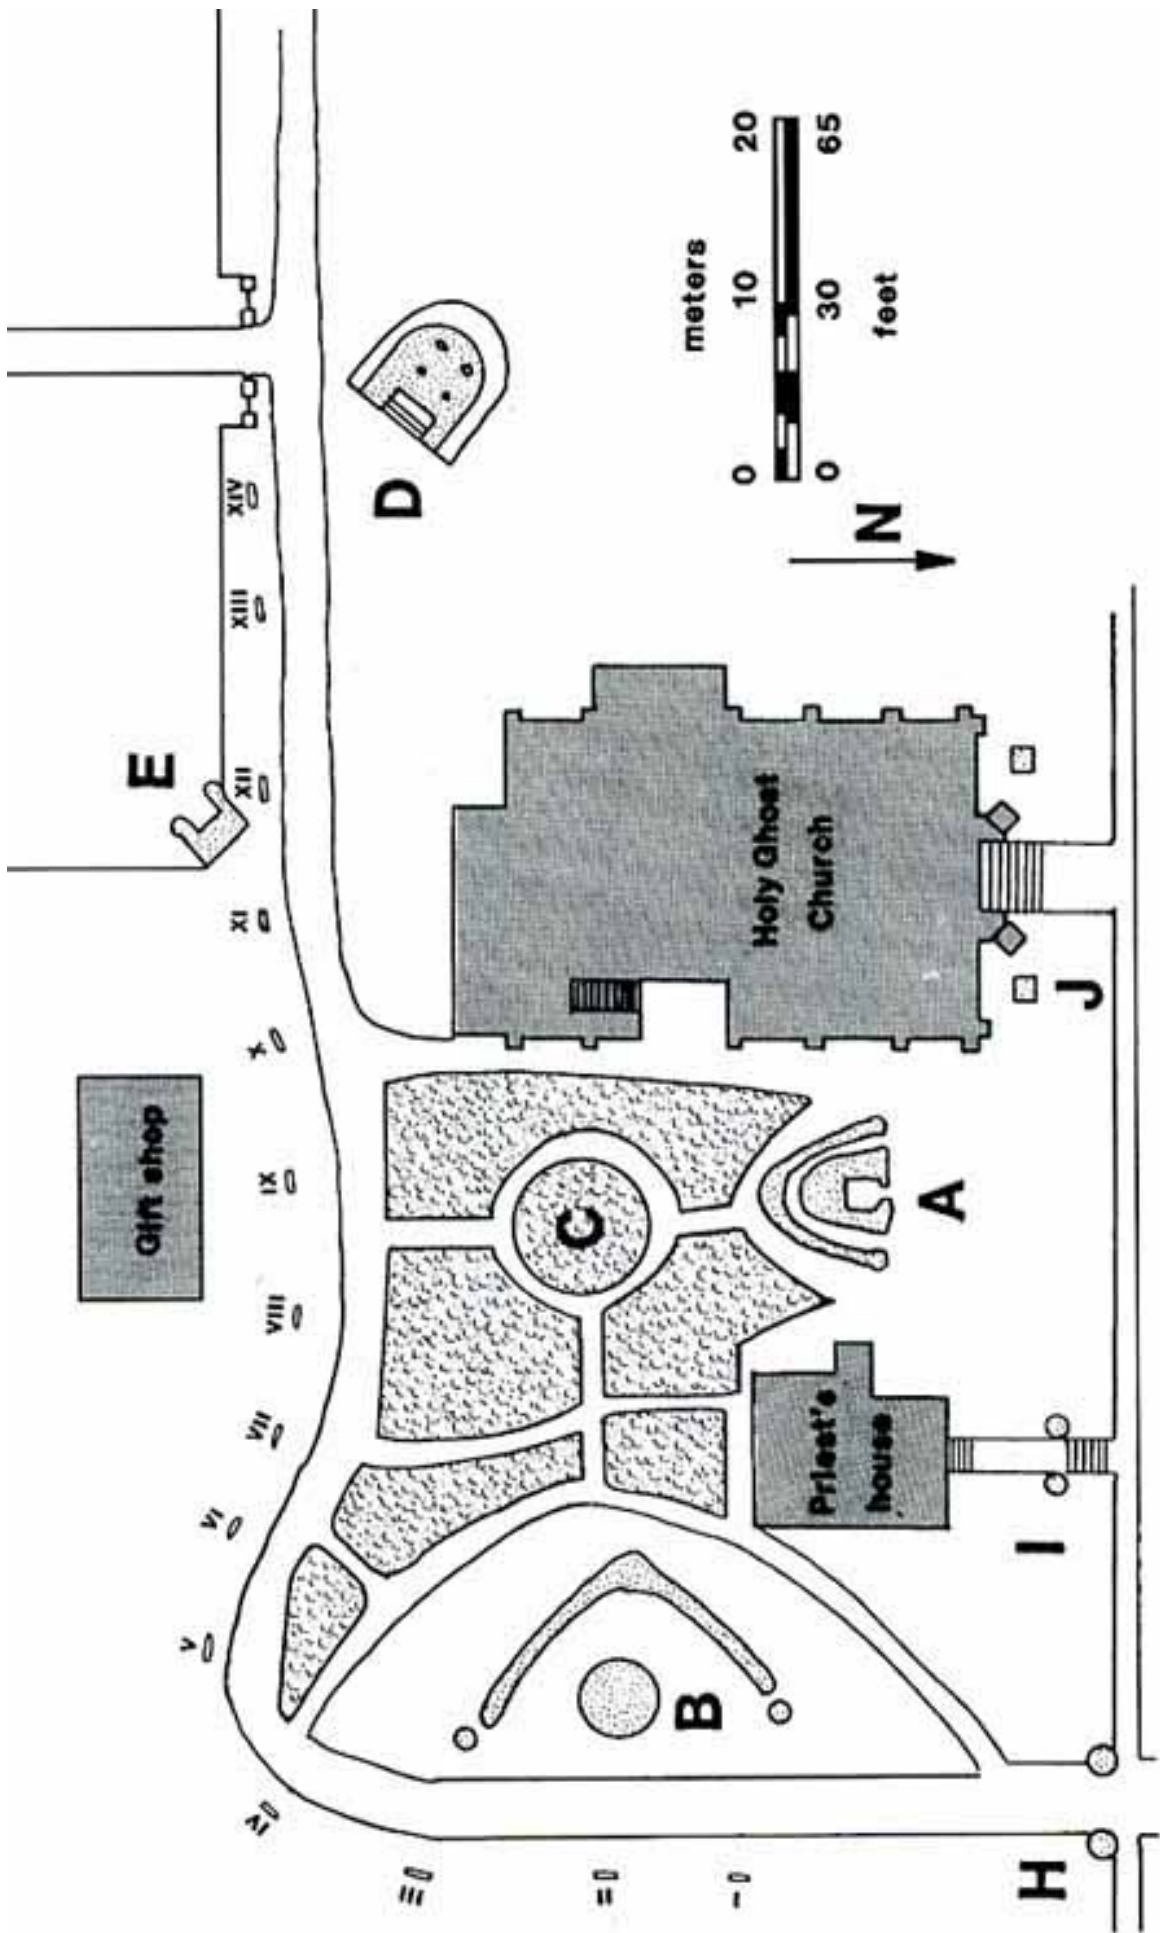 Gift shop
E
I
II
III
IV
V
VI
VII
VIII
IX
X
XI
XII
XIII
XIV
D
C
B
meters
0 10 20
0 30 65
feet
N
Holy Ghost
Church
Priest's
house
A
H
I
J